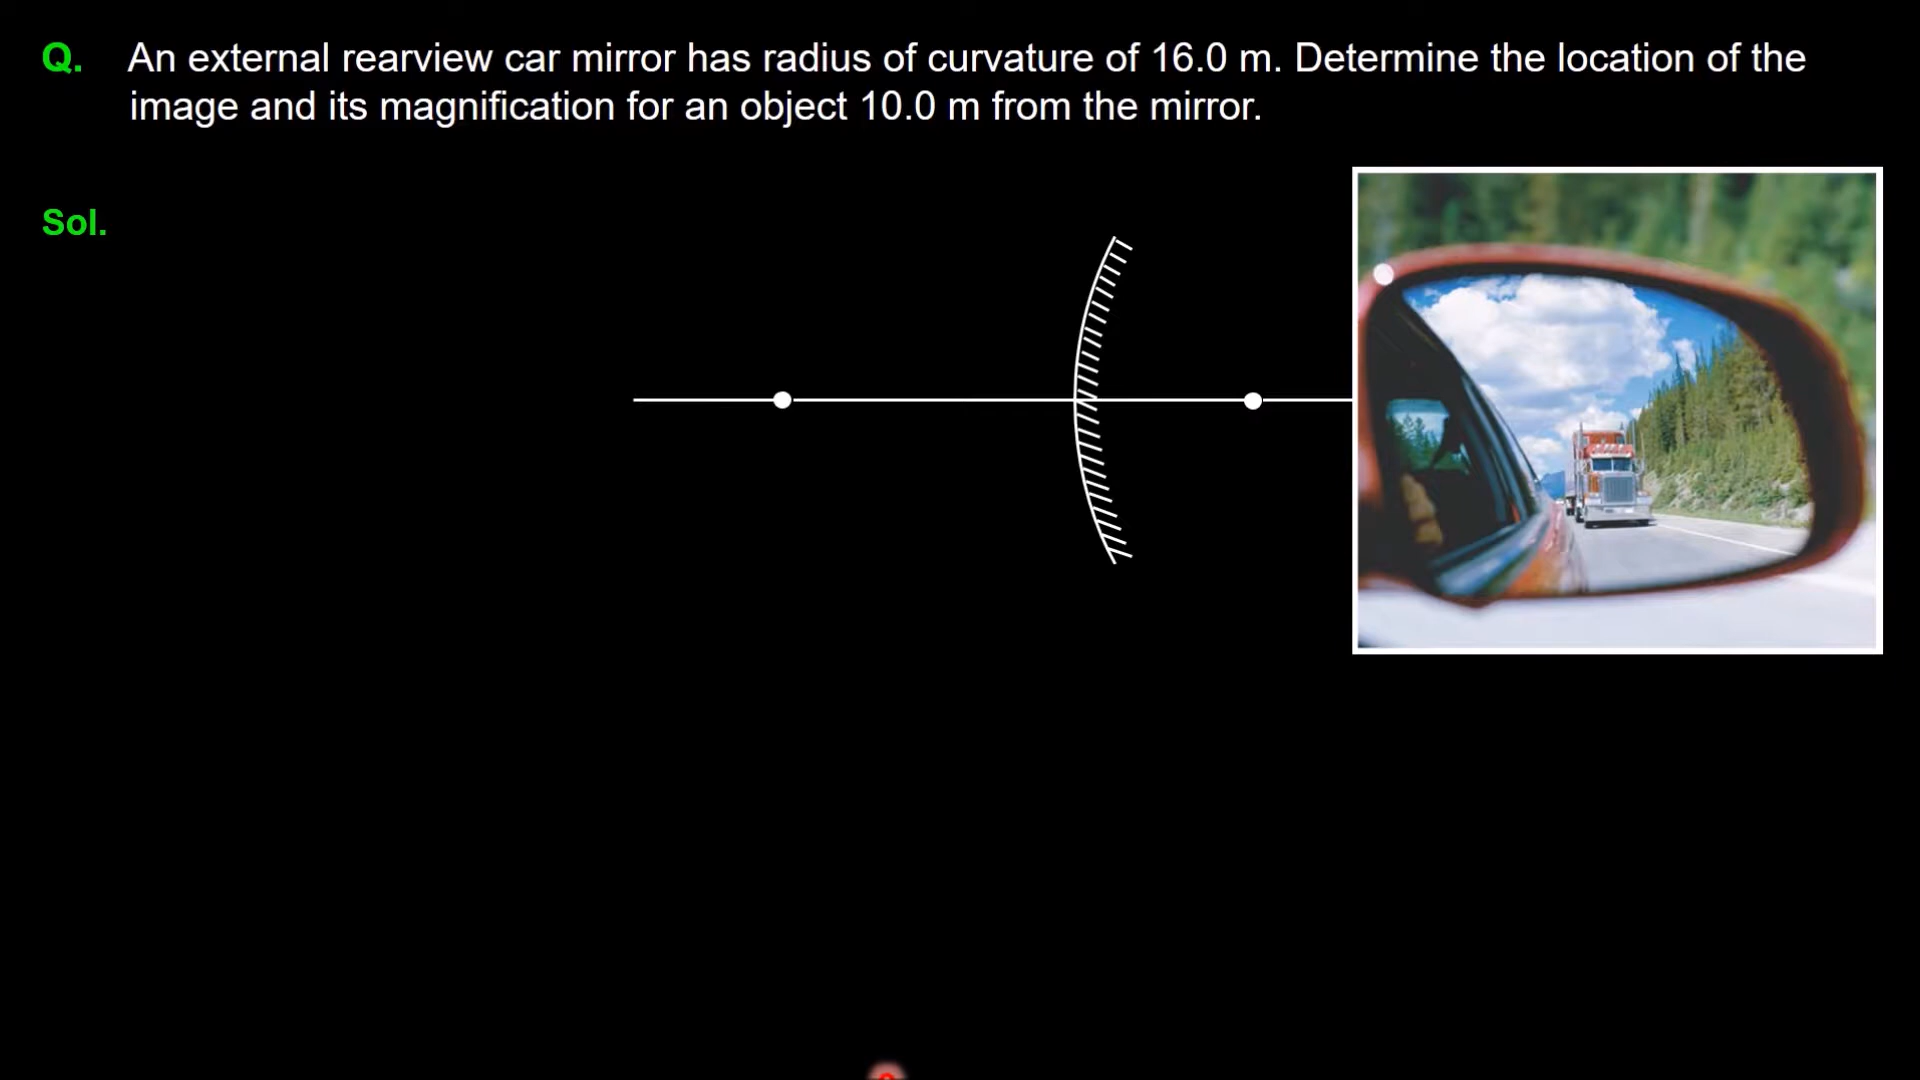 Q. An external rearview car mirror has radius of curvature of 16.0 m. Determine the location of the
image and its magnification for an object 10.0 m from the mirror.
Sol.